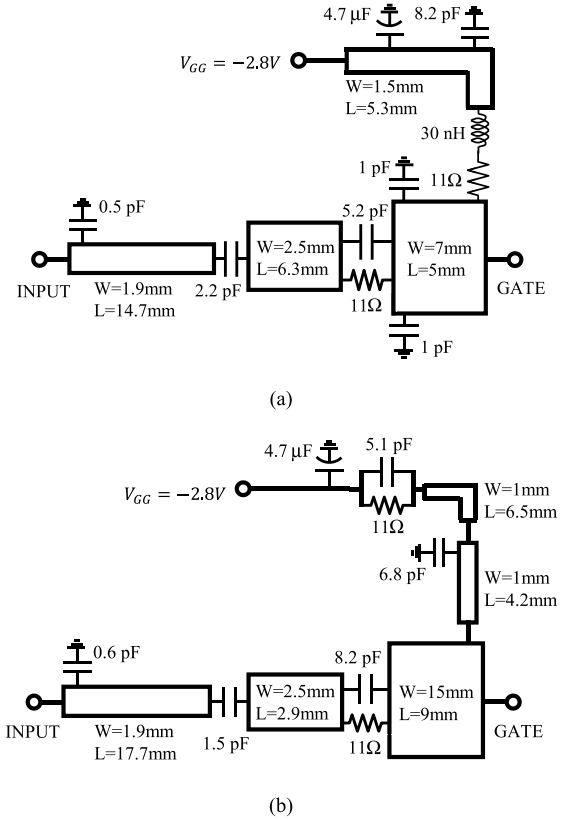 4.7 µF
8.2 pF
V_GG = −2.8V
W=1.5mm
L=5.3mm
30 nH
1 pF
11Ω
0.5 pF
5.2 pF
W=2.5mm
L=6.3mm
W=7mm
L=5mm
INPUT
W=1.9mm
L=14.7mm
2.2 pF
11Ω
GATE
1 pF
(a)
4.7 µF
5.1 pF
V_GG = −2.8V
11Ω
W=1mm
L=6.5mm
6.8 pF
W=1mm
L=4.2mm
0.6 pF
8.2 pF
W=2.5mm
L=2.9mm
W=15mm
L=9mm
INPUT
W=1.9mm
L=17.7mm
1.5 pF
11Ω
GATE
(b)